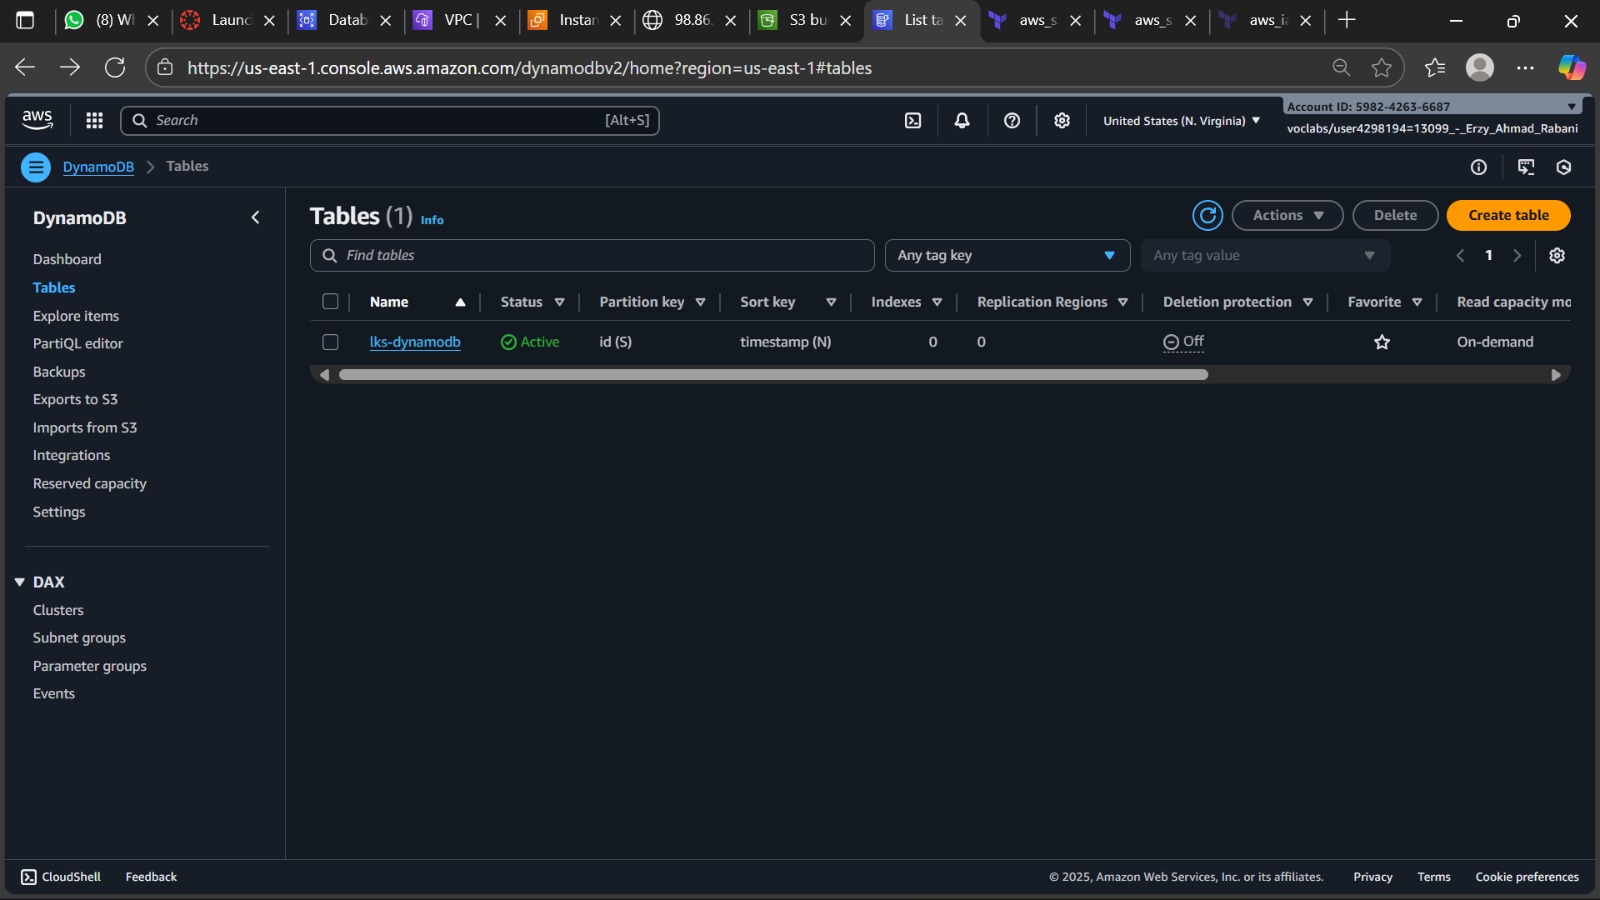 (8) Wh
Launc
Datab
VPC |
Instan
98.86.
S3 bu
List ta
aws_s
aws_s
aws_ia
https://us-east-1.console.aws.amazon.com/dynamodbv2/home?region=us-east-1#tables
aws
Search [Alt+S]
United States (N. Virginia)
Account ID: 5982-4263-6687
voclabs/user4298194=13099_-_Erzy_Ahmad_Rabani
DynamoDB > Tables
DynamoDB
Dashboard
Tables
Explore items
PartiQL editor
Backups
Exports to S3
Imports from S3
Integrations
Reserved capacity
Settings
DAX
Clusters
Subnet groups
Parameter groups
Events
Tables (1) Info
Actions
Delete
Create table
Find tables
Any tag key
Any tag value
1
Name Status Partition key Sort key Indexes Replication Regions Deletion protection Favorite Read capacity mo
lks-dynamodb Active id (S) timestamp (N) 0 0 Off On-demand
CloudShell Feedback
© 2025, Amazon Web Services, Inc. or its affiliates. Privacy Terms Cookie preferences